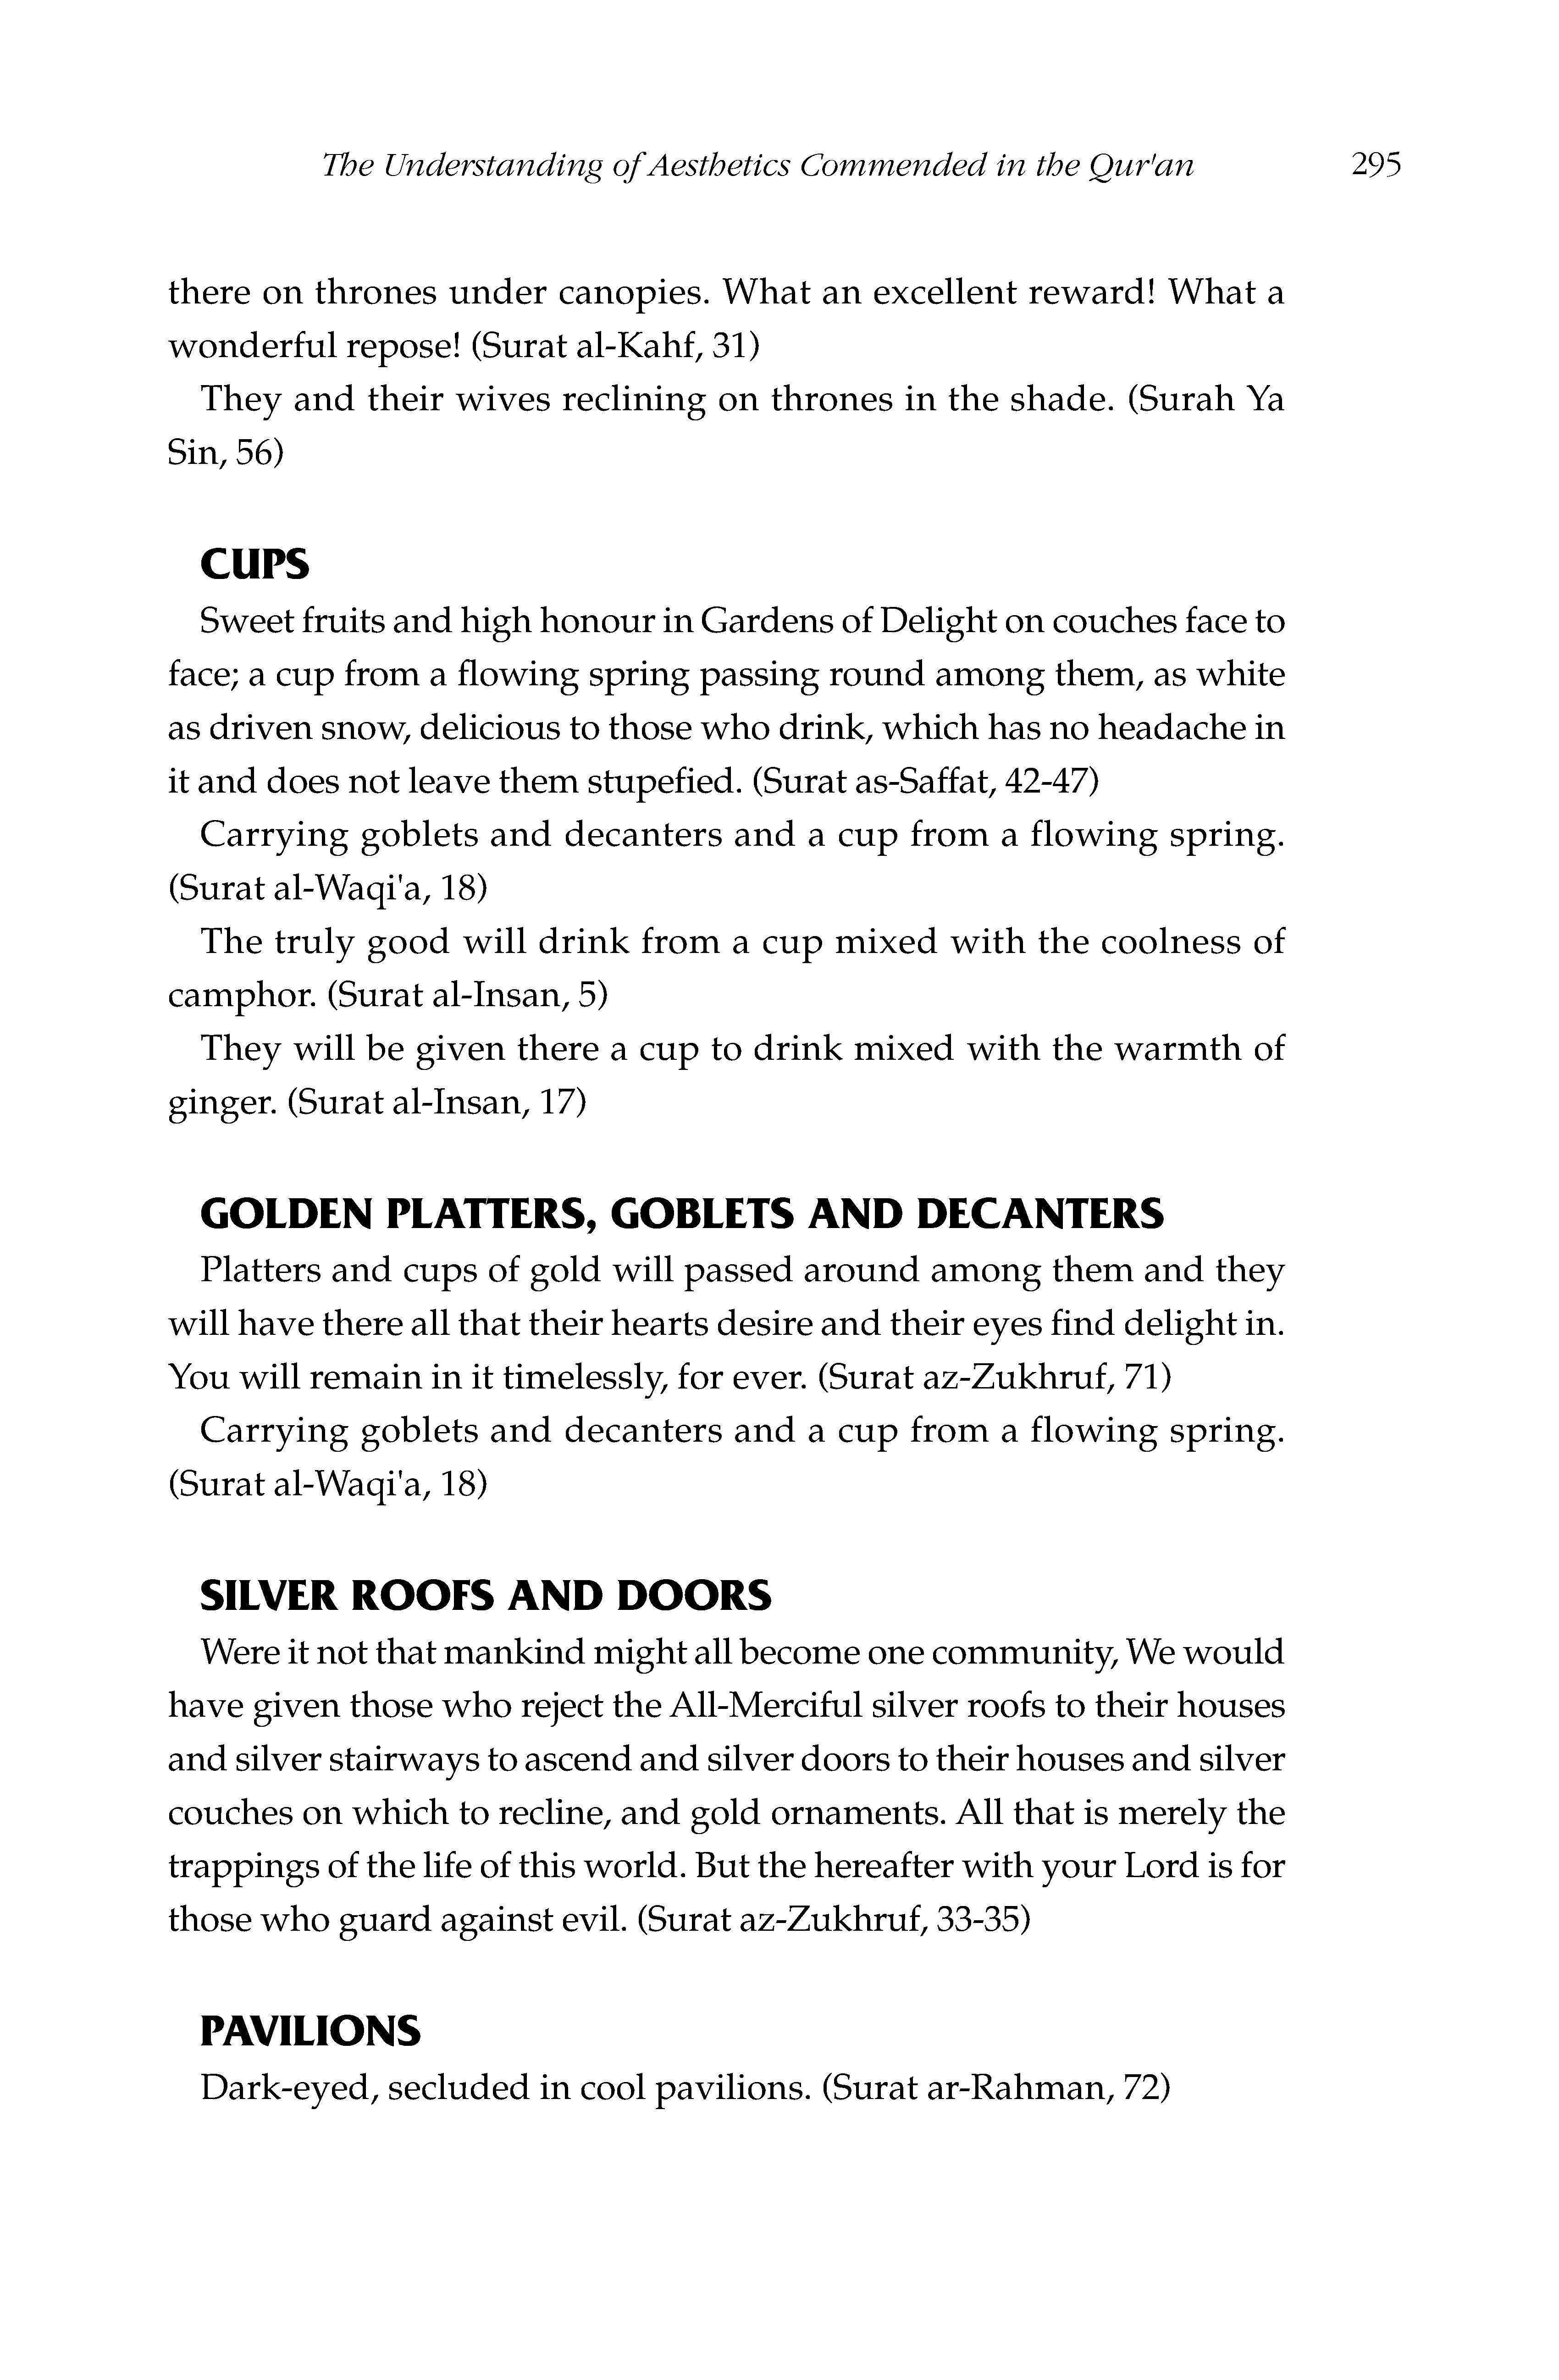 The Understanding of Aesthetics Commended in the Qur'an 295
there on thrones under canopies. What an excellent reward! What a
wonderful repose! (Surat al-Kahf, 31)
They and their wives reclining on thrones in the shade. (Surah Ya
Sin, 56)
CUPS
Sweet fruits and high honour in Gardens of Delight on couches face to
face; a cup from a flowing spring passing round among them, as white
as driven snow, delicious to those who drink, which has no headache in
it and does not leave them stupefied. (Surat as-Saffat, 42-47)
Carrying goblets and decanters and a cup from a flowing spring.
(Surat al-Waqi'a, 18)
The truly good will drink from a cup mixed with the coolness of
camphor. (Surat al-Insan, 5)
They will be given there a cup to drink mixed with the warmth of
ginger. (Surat al-Insan, 17)
GOLDEN PLATTERS, GOBLETS AND DECANTERS
Platters and cups of gold will passed around among them and they
will have there all that their hearts desire and their eyes find delight in.
You will remain in it timelessly, for ever. (Surat az-Zukhruf, 71)
Carrying goblets and decanters and a cup from a flowing spring.
(Surat al-Waqi'a, 18)
SILVER ROOFS AND DOORS
Were it not that mankind might all become one community, We would
have given those who reject the All-Merciful silver roofs to their houses
and silver stairways to ascend and silver doors to their houses and silver
couches on which to recline, and gold ornaments. All that is merely the
trappings of the life of this world. But the hereafter with your Lord is for
those who guard against evil. (Surat az-Zukhruf, 33-35)
PAVILIONS
Dark-eyed, secluded in cool pavilions. (Surat ar-Rahman, 72)